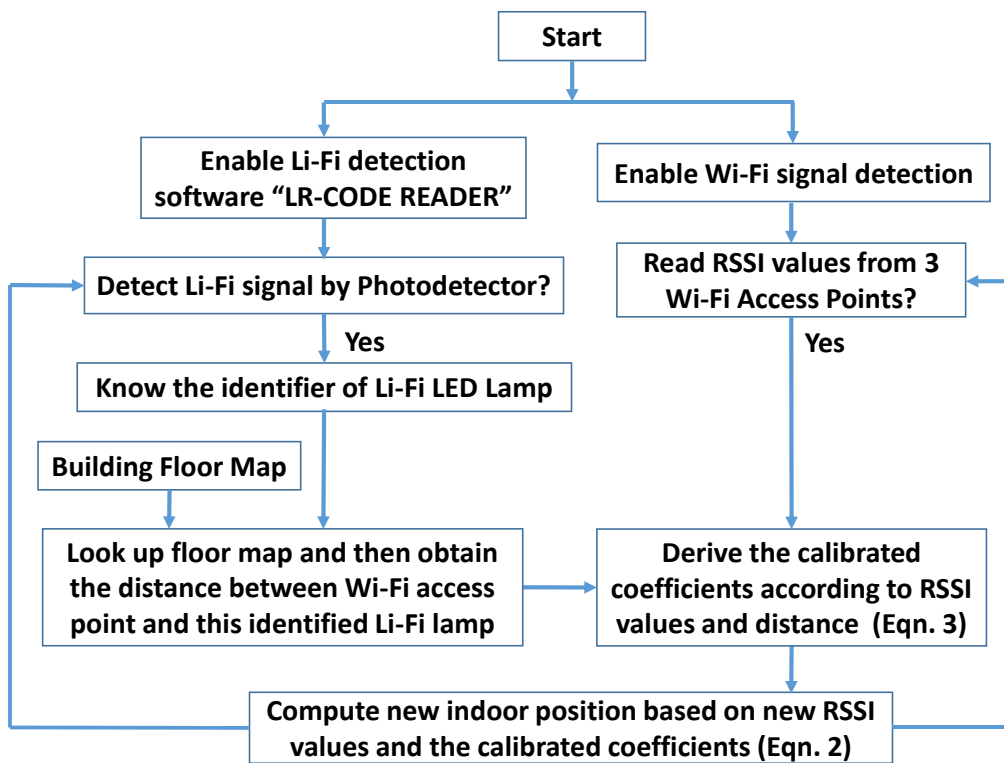 Start
Enable Li-Fi detection
software “LR-CODE READER”
Enable Wi-Fi signal detection
Detect Li-Fi signal by Photodetector?
Read RSSI values from 3
Wi-Fi Access Points?
Yes
Yes
Know the identifier of Li-Fi LED Lamp
Building Floor Map
Look up floor map and then obtain
the distance between Wi-Fi access
point and this identified Li-Fi lamp
Derive the calibrated
coefficients according to RSSI
values and distance (Eqn. 3)
Compute new indoor position based on new RSSI
values and the calibrated coefficients (Eqn. 2)